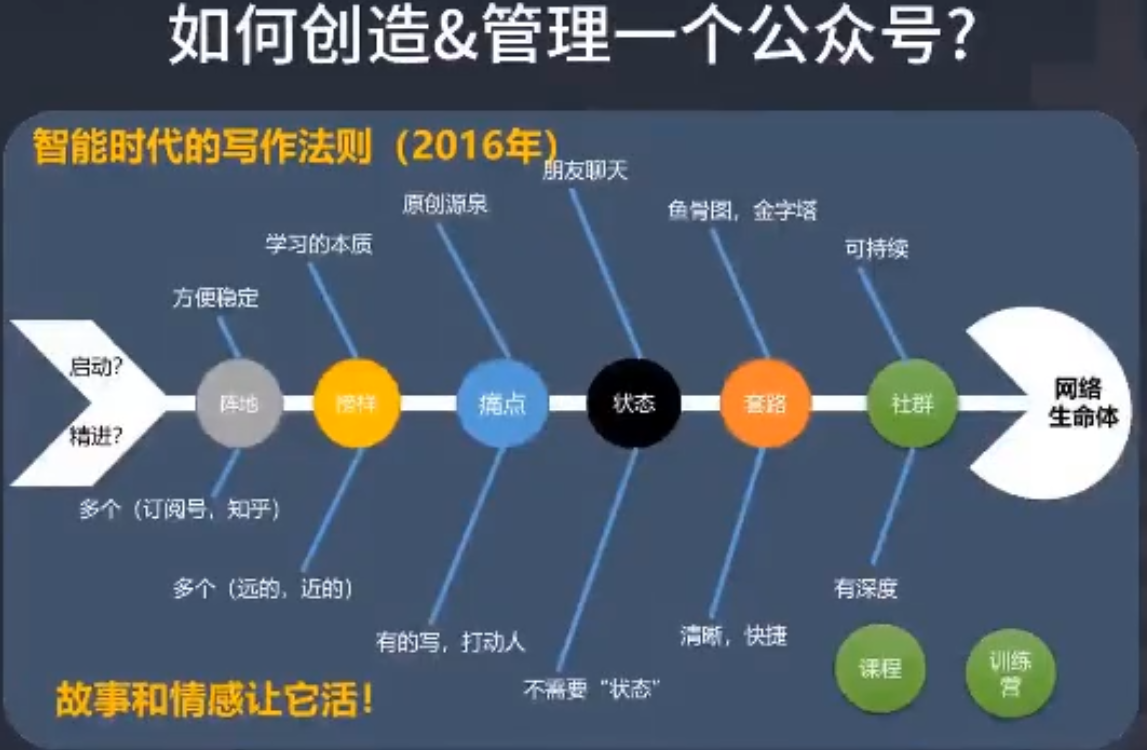 如何创造&管理一个公众号?
智能时代的写作法则（2016年）
朋友聊天
原创源泉
鱼骨图，金字塔
学习的本质
可持续
方便稳定
启动?
精进?
阵地
榜样
痛点
状态
套路
社群
网络
生命体
多个（订阅号，知乎）
多个（远的，近的）
有的写，打动人
不需要“状态”
清晰，快捷
有深度
课程
训练
营
故事和情感让它活！